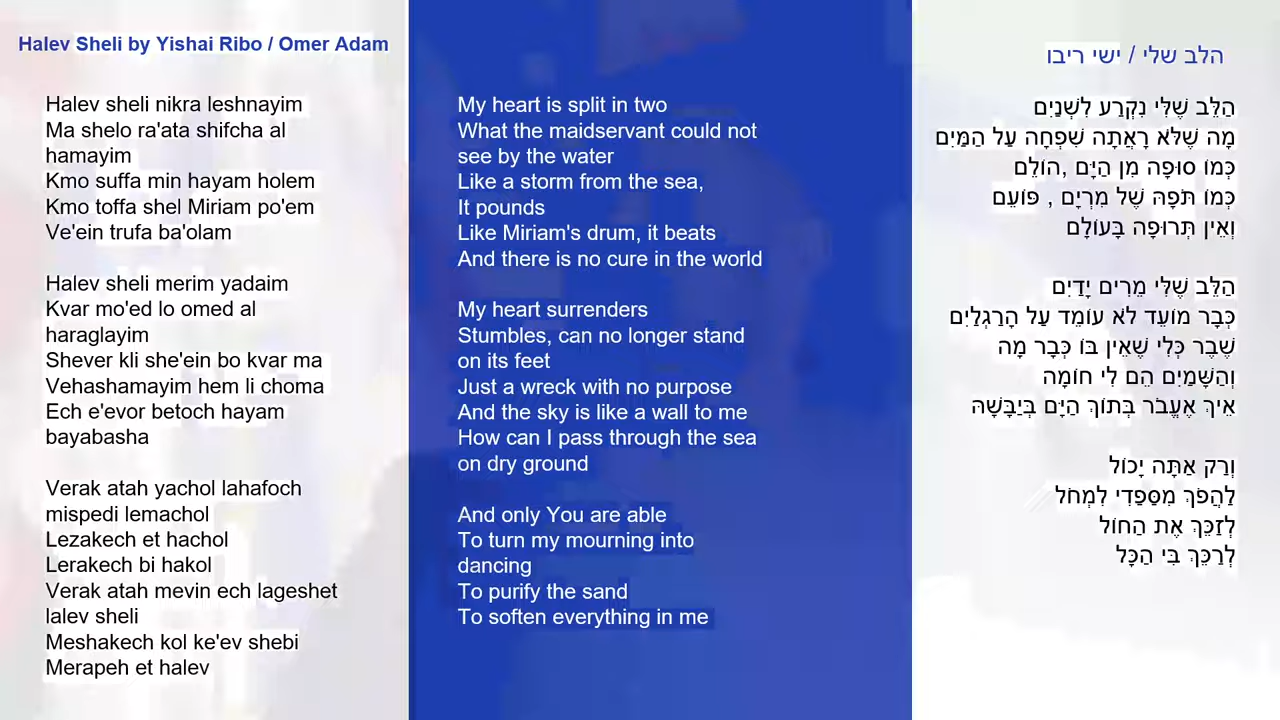 Halev Sheli by Yishai Ribo / Omer Adam
Halev sheli nikra leshnayim
Ma shelo ra'ata shifcha al
hamayim
Kmo suffa min hayam holem
Kmo toffa shel Miriam po'em
Ve'ein trufa ba'olam
Halev sheli merim yadaim
Kvar mo'ed lo omed al
haraglayim
Shever kli she'ein bo kvar ma
Vehashamayim hem li choma
Ech e'evor betoch hayam
bayabasha
Verak atah yachol lahafoch
mispedi lemachol
Lezakech et hachol
Lerakech bi hakol
Verak atah mevin ech lageshet
lalev sheli
Meshakech kol ke'ev shebi
Merapeh et halev
My heart is split in two
What the maidservant could not
see by the water
Like a storm from the sea,
It pounds
Like Miriam's drum, it beats
And there is no cure in the world
My heart surrenders
Stumbles, can no longer stand
on its feet
Just a wreck with no purpose
And the sky is like a wall to me
How can I pass through the sea
on dry ground
And only You are able
To turn my mourning into
dancing
To purify the sand
To soften everything in me
הלב שלי / ישי ריבו
הַלֵּב שֶׁלִּי נִקְרַע לִשְׁנַיִם
מָה שֶׁלֹּא רָאֲתָה שִׁפְחָה עַל הַמַּיִם
כְּמוֹ סוּפָה מִן הַיָּם ,הוֹלֵם
כְּמוֹ תֹּפָהּ שֶׁל מִרְיָם , פּוֹעֵם
וְאֵין תְּרוּפָה בָּעוֹלָם
הַלֵּב שֶׁלִּי מֵרִים יָדַיִם
כְּבָר מוֹעֵד לֹא עוֹמֵד עַל הָרַגְלַיִם
שֶׁבֶר כְּלִי שֶׁאֵין בּוֹ כְּבָר מָה
וְהַשָּׁמַיִם הֵם לִי חוֹמָה
אֵיךְ אֶעֱבֹר בְּתוֹךְ הַיָּם בְּיַבָּשָׁהּ
וְרַק אַתָּה יָכוֹל
לַהֲפֹךְ מִסַּפְּדִי לִמְחֹל
לְזַכֵּךְ אֶת הַחוֹל
לְרַכֵּךְ בִּי הַכָּל